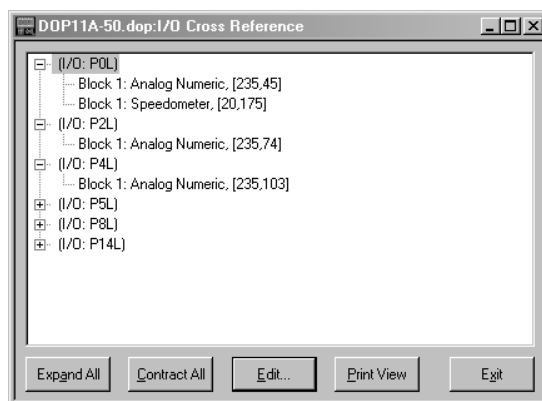 DOP11A-50.dop:I/O Cross Reference
(I/O: P0L)
Block 1: Analog Numeric, [235,45]
Block 1: Speedometer, [20,175]
(I/O: P2L)
Block 1: Analog Numeric, [235,74]
(I/O: P4L)
Block 1: Analog Numeric, [235,103]
(I/O: P5L)
(I/O: P8L)
(I/O: P14L)
Expand All Contract All Edit... Print View Exit